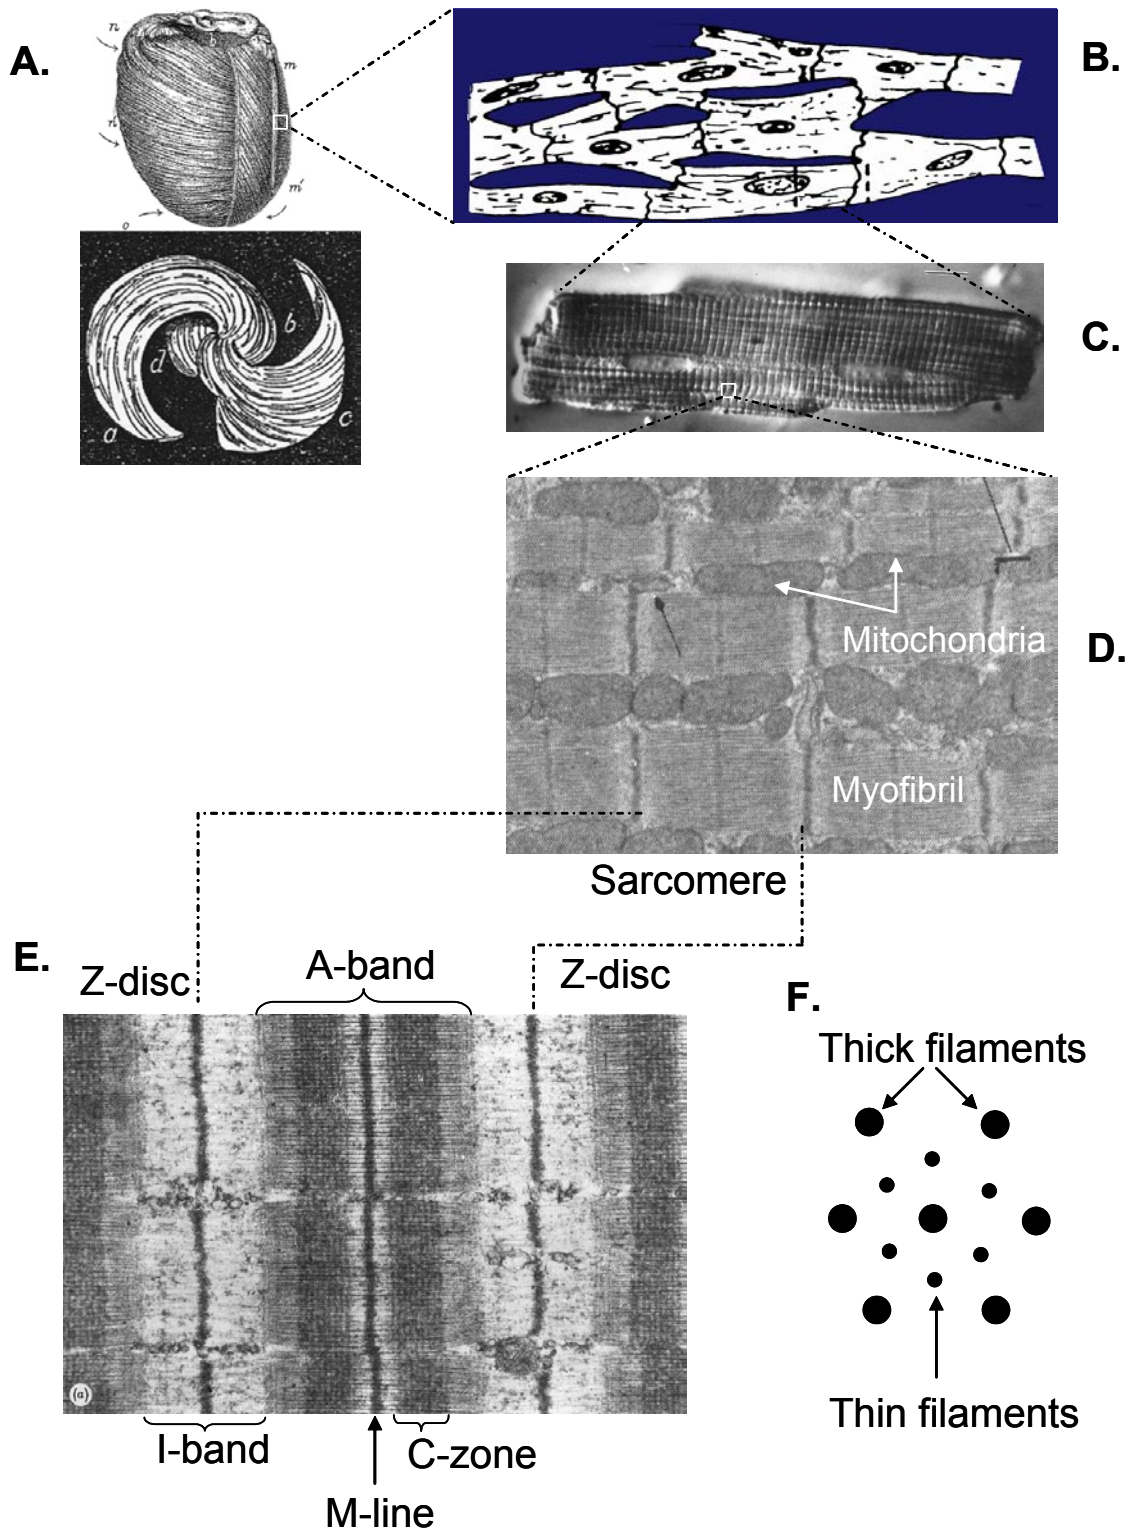 A.
n
b
m
n
m'
o
B.
a
b
c
d
C.
Mitochondria
D.
Myofibril
Sarcomere
E.
Z-disc
A-band
Z-disc
(a)
I-band
C-zone
M-line
F.
Thick filaments
Thin filaments